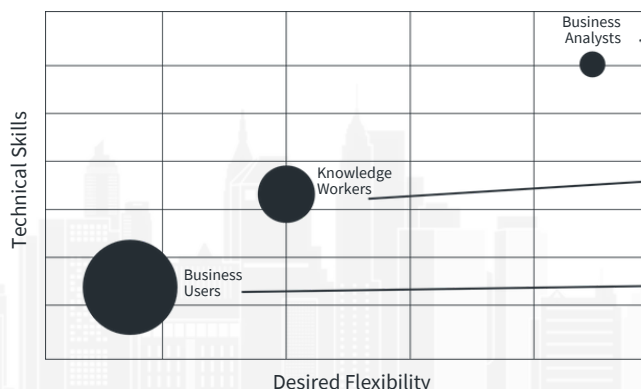 Business
Analysts
Technical Skills
Knowledge
Workers
Business
Users
Desired Flexibility